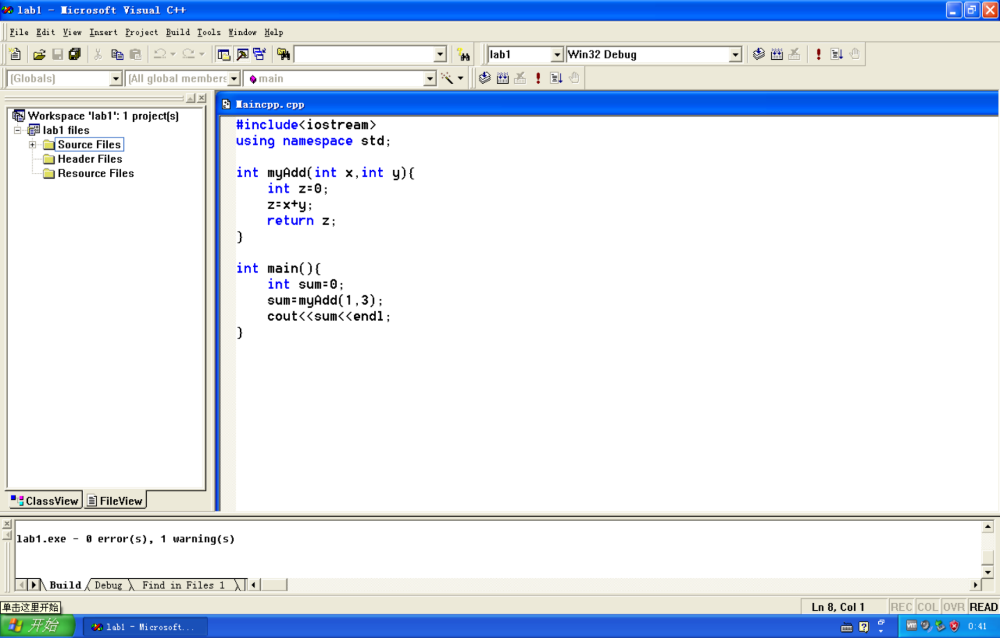 lab1 - Microsoft Visual C++
File Edit View Insert Project Build Tools Window Help
lab1 Win32 Debug
(Globals) (All global members main
Workspace 'lab1': 1 project(s)
lab1 files
Source Files
Header Files
Resource Files
ClassView FileView
Maincpp.cpp
#include<iostream>
using namespace std;
int myAdd(int x,int y){
int z=0;
z=x+y;
return z;
}
int main(){
int sum=0;
sum=myAdd(1,3);
cout<<sum<<endl;
}
lab1.exe - 0 error(s), 1 warning(s)
Build Debug Find in Files 1
单击这里开始
Ln 8, Col 1 REC COL OVR READ
开始 lab1 - Microsoft... vm 0:41